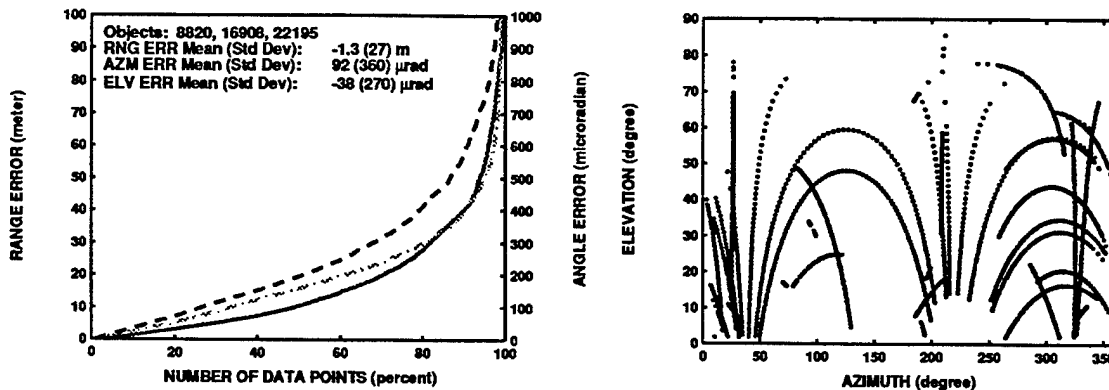 Objects: 8820, 16908, 22195
RNG ERR Mean (Std Dev): -1.3 (27) m
AZM ERR Mean (Std Dev): 92 (360) µrad
ELV ERR Mean (Std Dev): -38 (270) µrad
RANGE ERROR (meter)
100
90
80
70
60
50
40
30
20
10
0
0 20 40 60 80 100
NUMBER OF DATA POINTS (percent)
1000
900
800
700
600
500
400
300
200
100
0
ANGLE ERROR (microradian)
ELEVATION (degree)
90
80
70
60
50
40
30
20
10
0
0 50 100 150 200 250 300 350
AZIMUTH (degree)